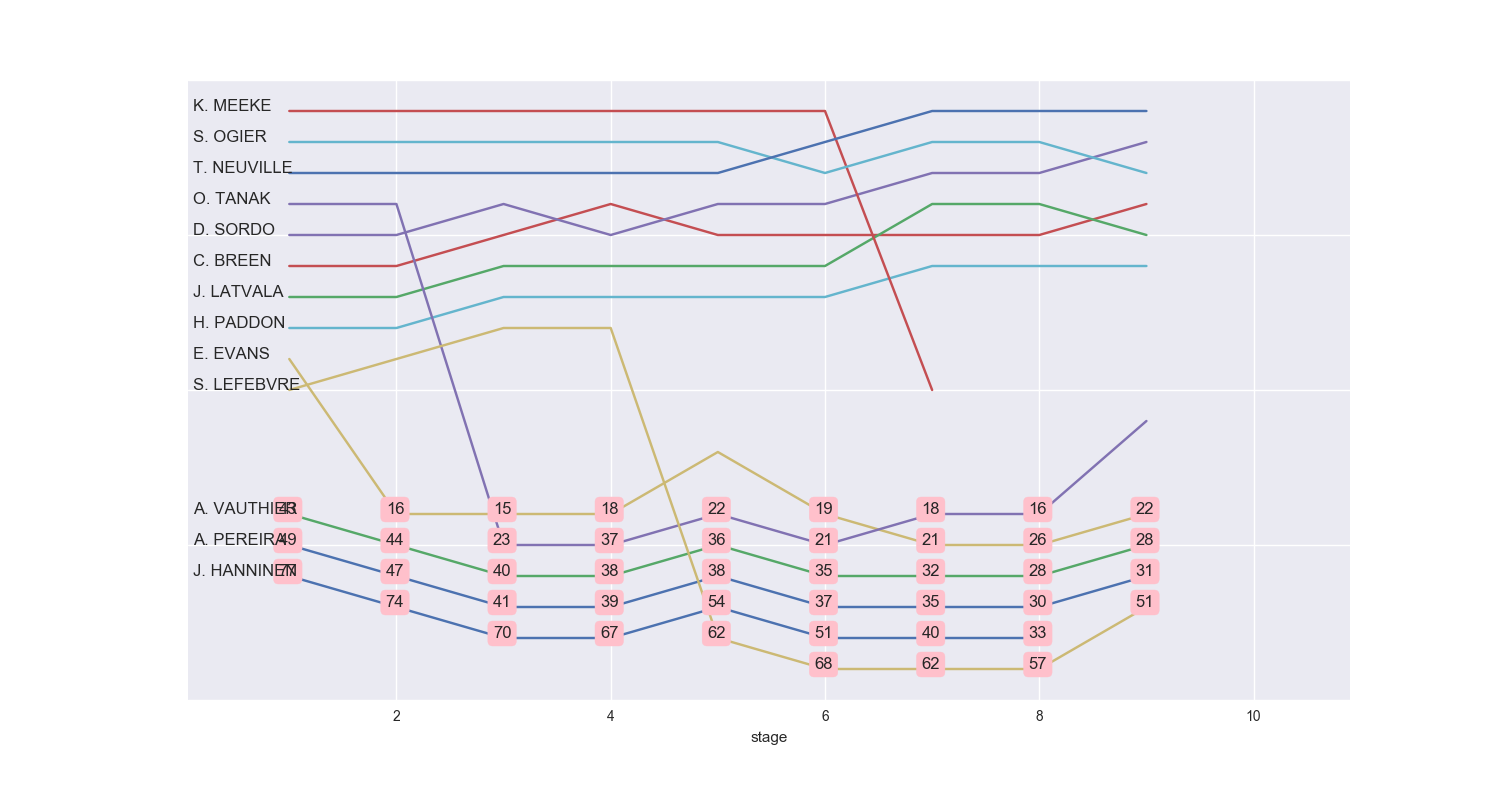 K. MEEKE
S. OGIER
T. NEUVILLE
O. TANAK
D. SORDO
C. BREEN
J. LATVALA
H. PADDON
E. EVANS
S. LEFEBVRE
A. VAUTHIER 43 16 15 18 22 19 18 16 22
A. PEREIRA 49 44 23 37 36 21 21 26 28
J. HANNINEN 77 47 40 38 38 35 32 28 31
74 41 39 54 37 35 30 51
70 67 62 51 40 33
68 62 57
2 4 6 8 10
stage